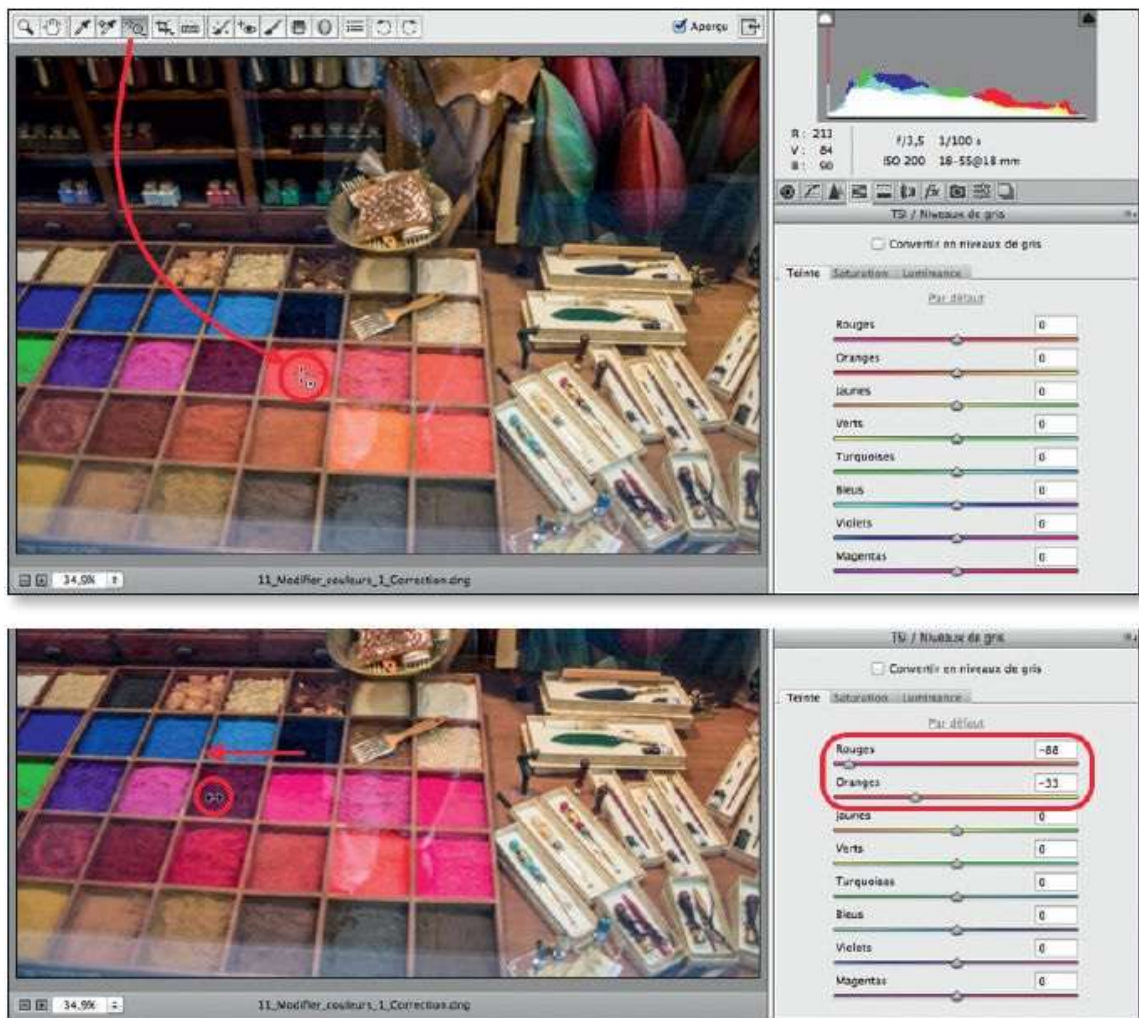 Aperçu
R : 213
V : 84
B : 90
f/3,5 1/100 s
ISO 200 18-55@18 mm
TSI / Niveaux de gris
Convertir en niveaux de gris
Teinte Saturation Luminance
Par défaut
Rouges 0
Oranges 0
Jaunes 0
Verts 0
Turquoises 0
Bleus 0
Violets 0
Magentas 0
34,9% 11_Modifier_couleurs_1_Correction.dng
TSI / Niveaux de gris
Convertir en niveaux de gris
Teinte Saturation Luminance
Par défaut
Rouges -88
Oranges -33
Jaunes 0
Verts 0
Turquoises 0
Bleus 0
Violets 0
Magentas 0
34,9% 11_Modifier_couleurs_1_Correction.dng